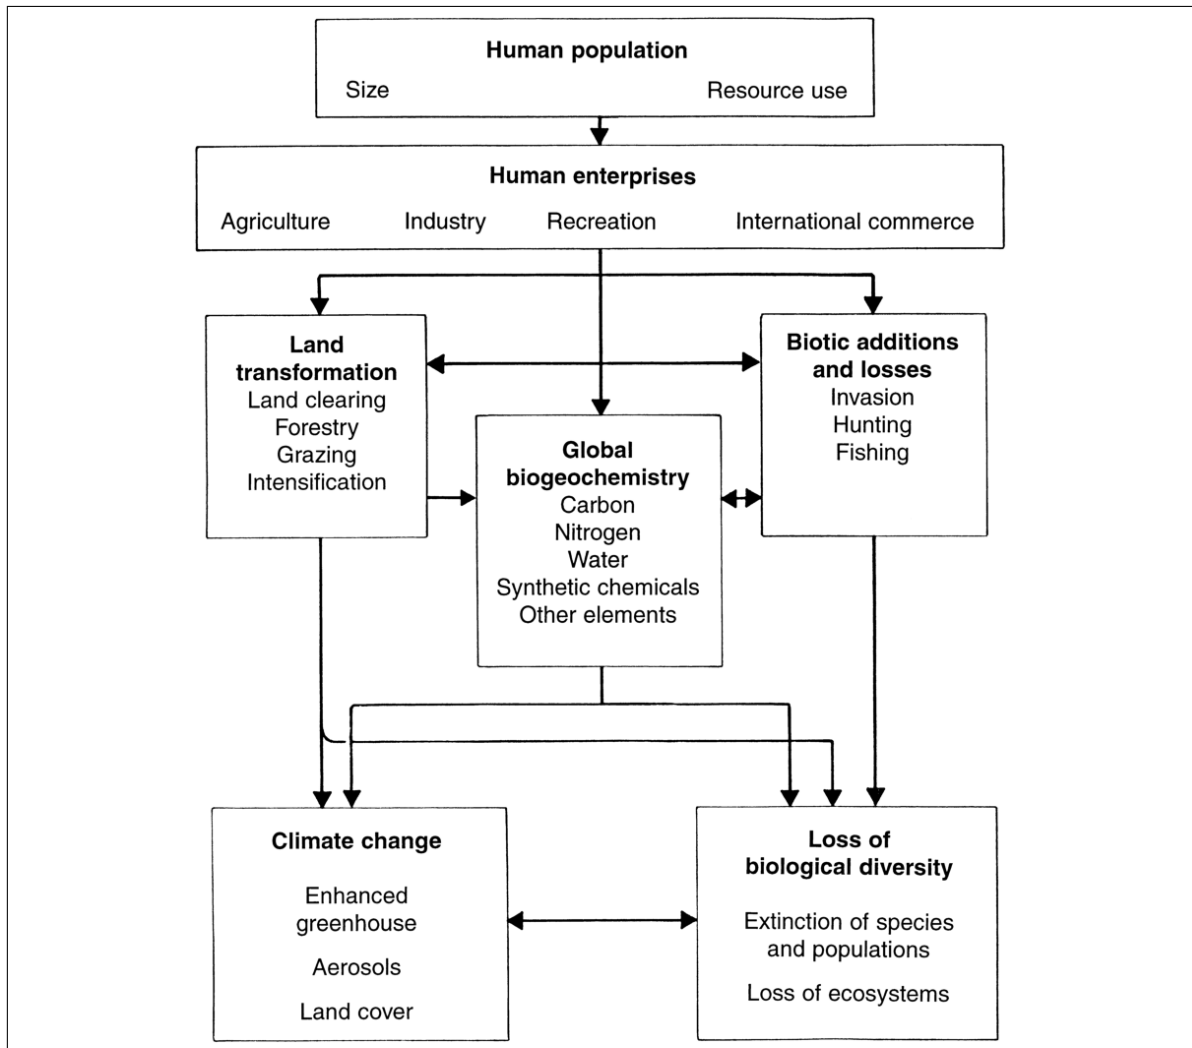 Human population
Size Resource use
Human enterprises
Agriculture Industry Recreation International commerce
Land
transformation
Land clearing
Forestry
Grazing
Intensification
Biotic additions
and losses
Invasion
Hunting
Fishing
Global
biogeochemistry
Carbon
Nitrogen
Water
Synthetic chemicals
Other elements
Climate change
Enhanced
greenhouse
Aerosols
Land cover
Loss of
biological diversity
Extinction of species
and populations
Loss of ecosystems